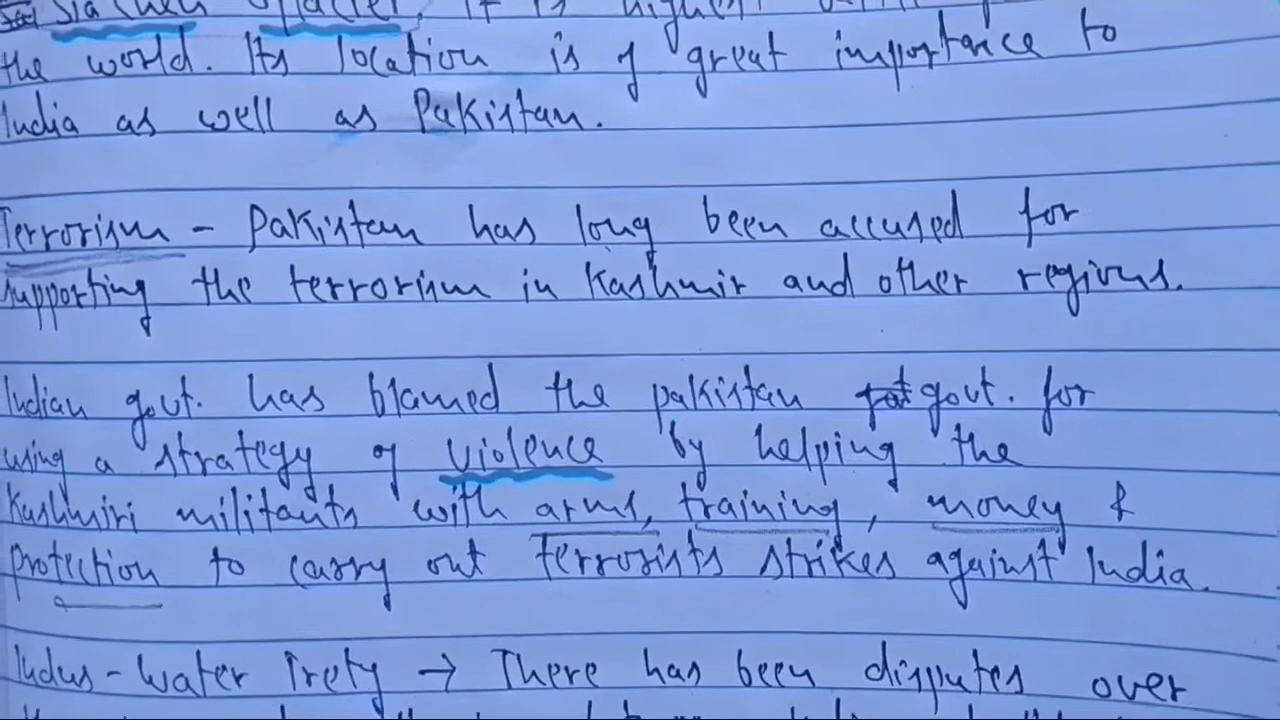 Siachen Glacier. It is highest
the world. Its location is of great importance to
India as well as Pakistan.
Terrorism - Pakistan has long been accused for
supporting the terrorism in Kashmir and other regions.
Indian govt. has blamed the pakistan govt. for
using a strategy of violence by helping the
Kashmiri militants with arms, training, money &
protection to carry out terrorists strikes against India.
Indus-Water Trety → There has been disputes over